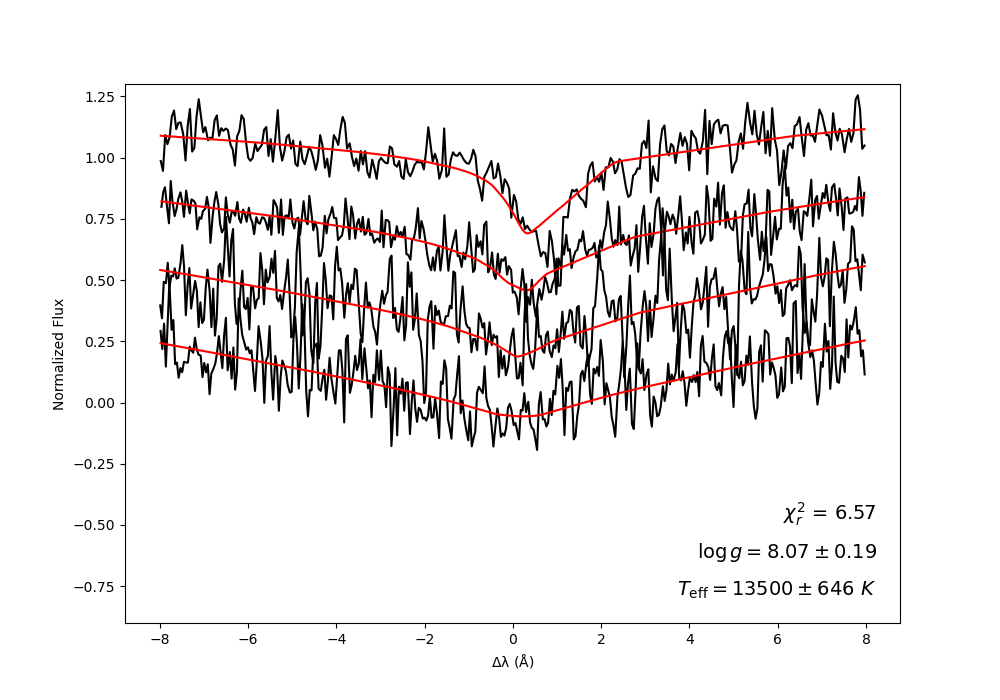 1.25
1.00
0.75
0.50
0.25
0.00
−0.25
−0.50
−0.75
Normalized Flux
χ²ᵣ = 6.57
log g = 8.07 ± 0.19
T_eff = 13500 ± 646 K
−8 −6 −4 −2 0 2 4 6 8
Δλ (Å)